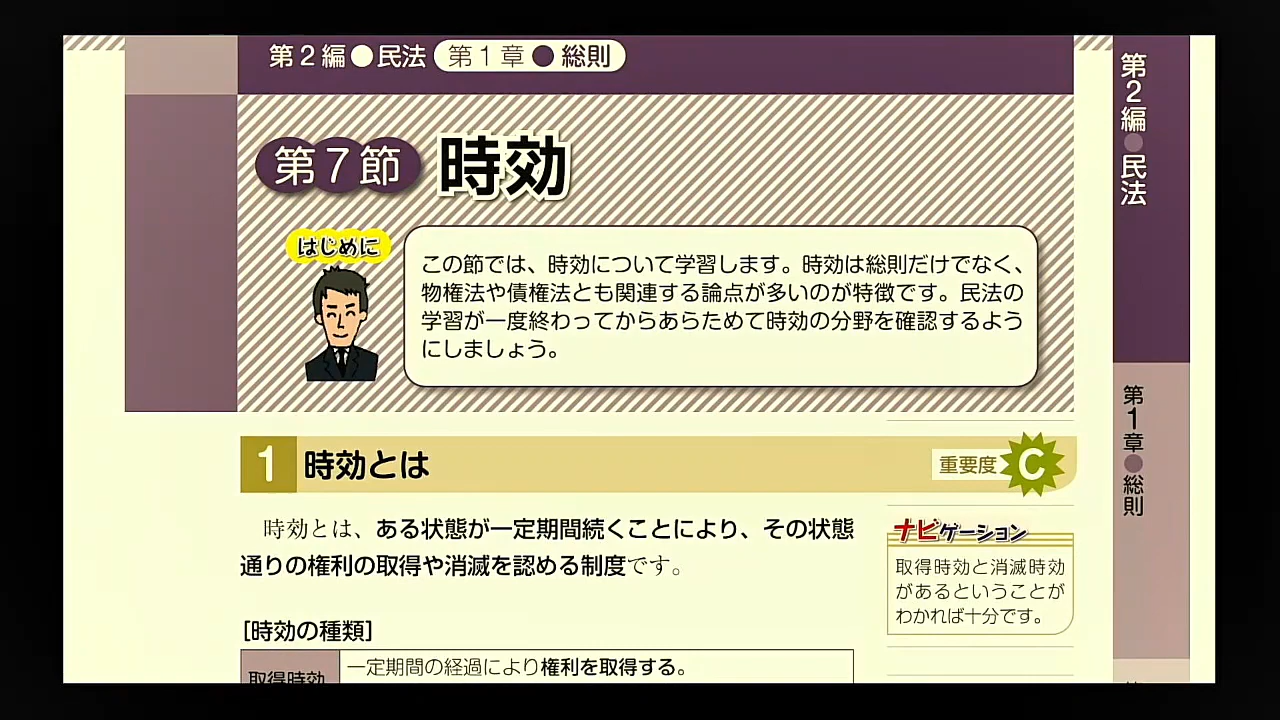 第2編●民法 第1章●総則
第7節 時効
はじめに
この節では、時効について学習します。時効は総則だけでなく、
物権法や債権法とも関連する論点が多いのが特徴です。民法の
学習が一度終わってからあらためて時効の分野を確認するよう
にしましょう。
1 時効とは
重要度 C
時効とは、ある状態が一定期間続くことにより、その状態
通りの権利の取得や消滅を認める制度です。
ナビゲーション
取得時効と消滅時効
があるということが
わかれば十分です。
[時効の種類]
取得時効
一定期間の経過により権利を取得する。
第2編●民法
第1章●総則